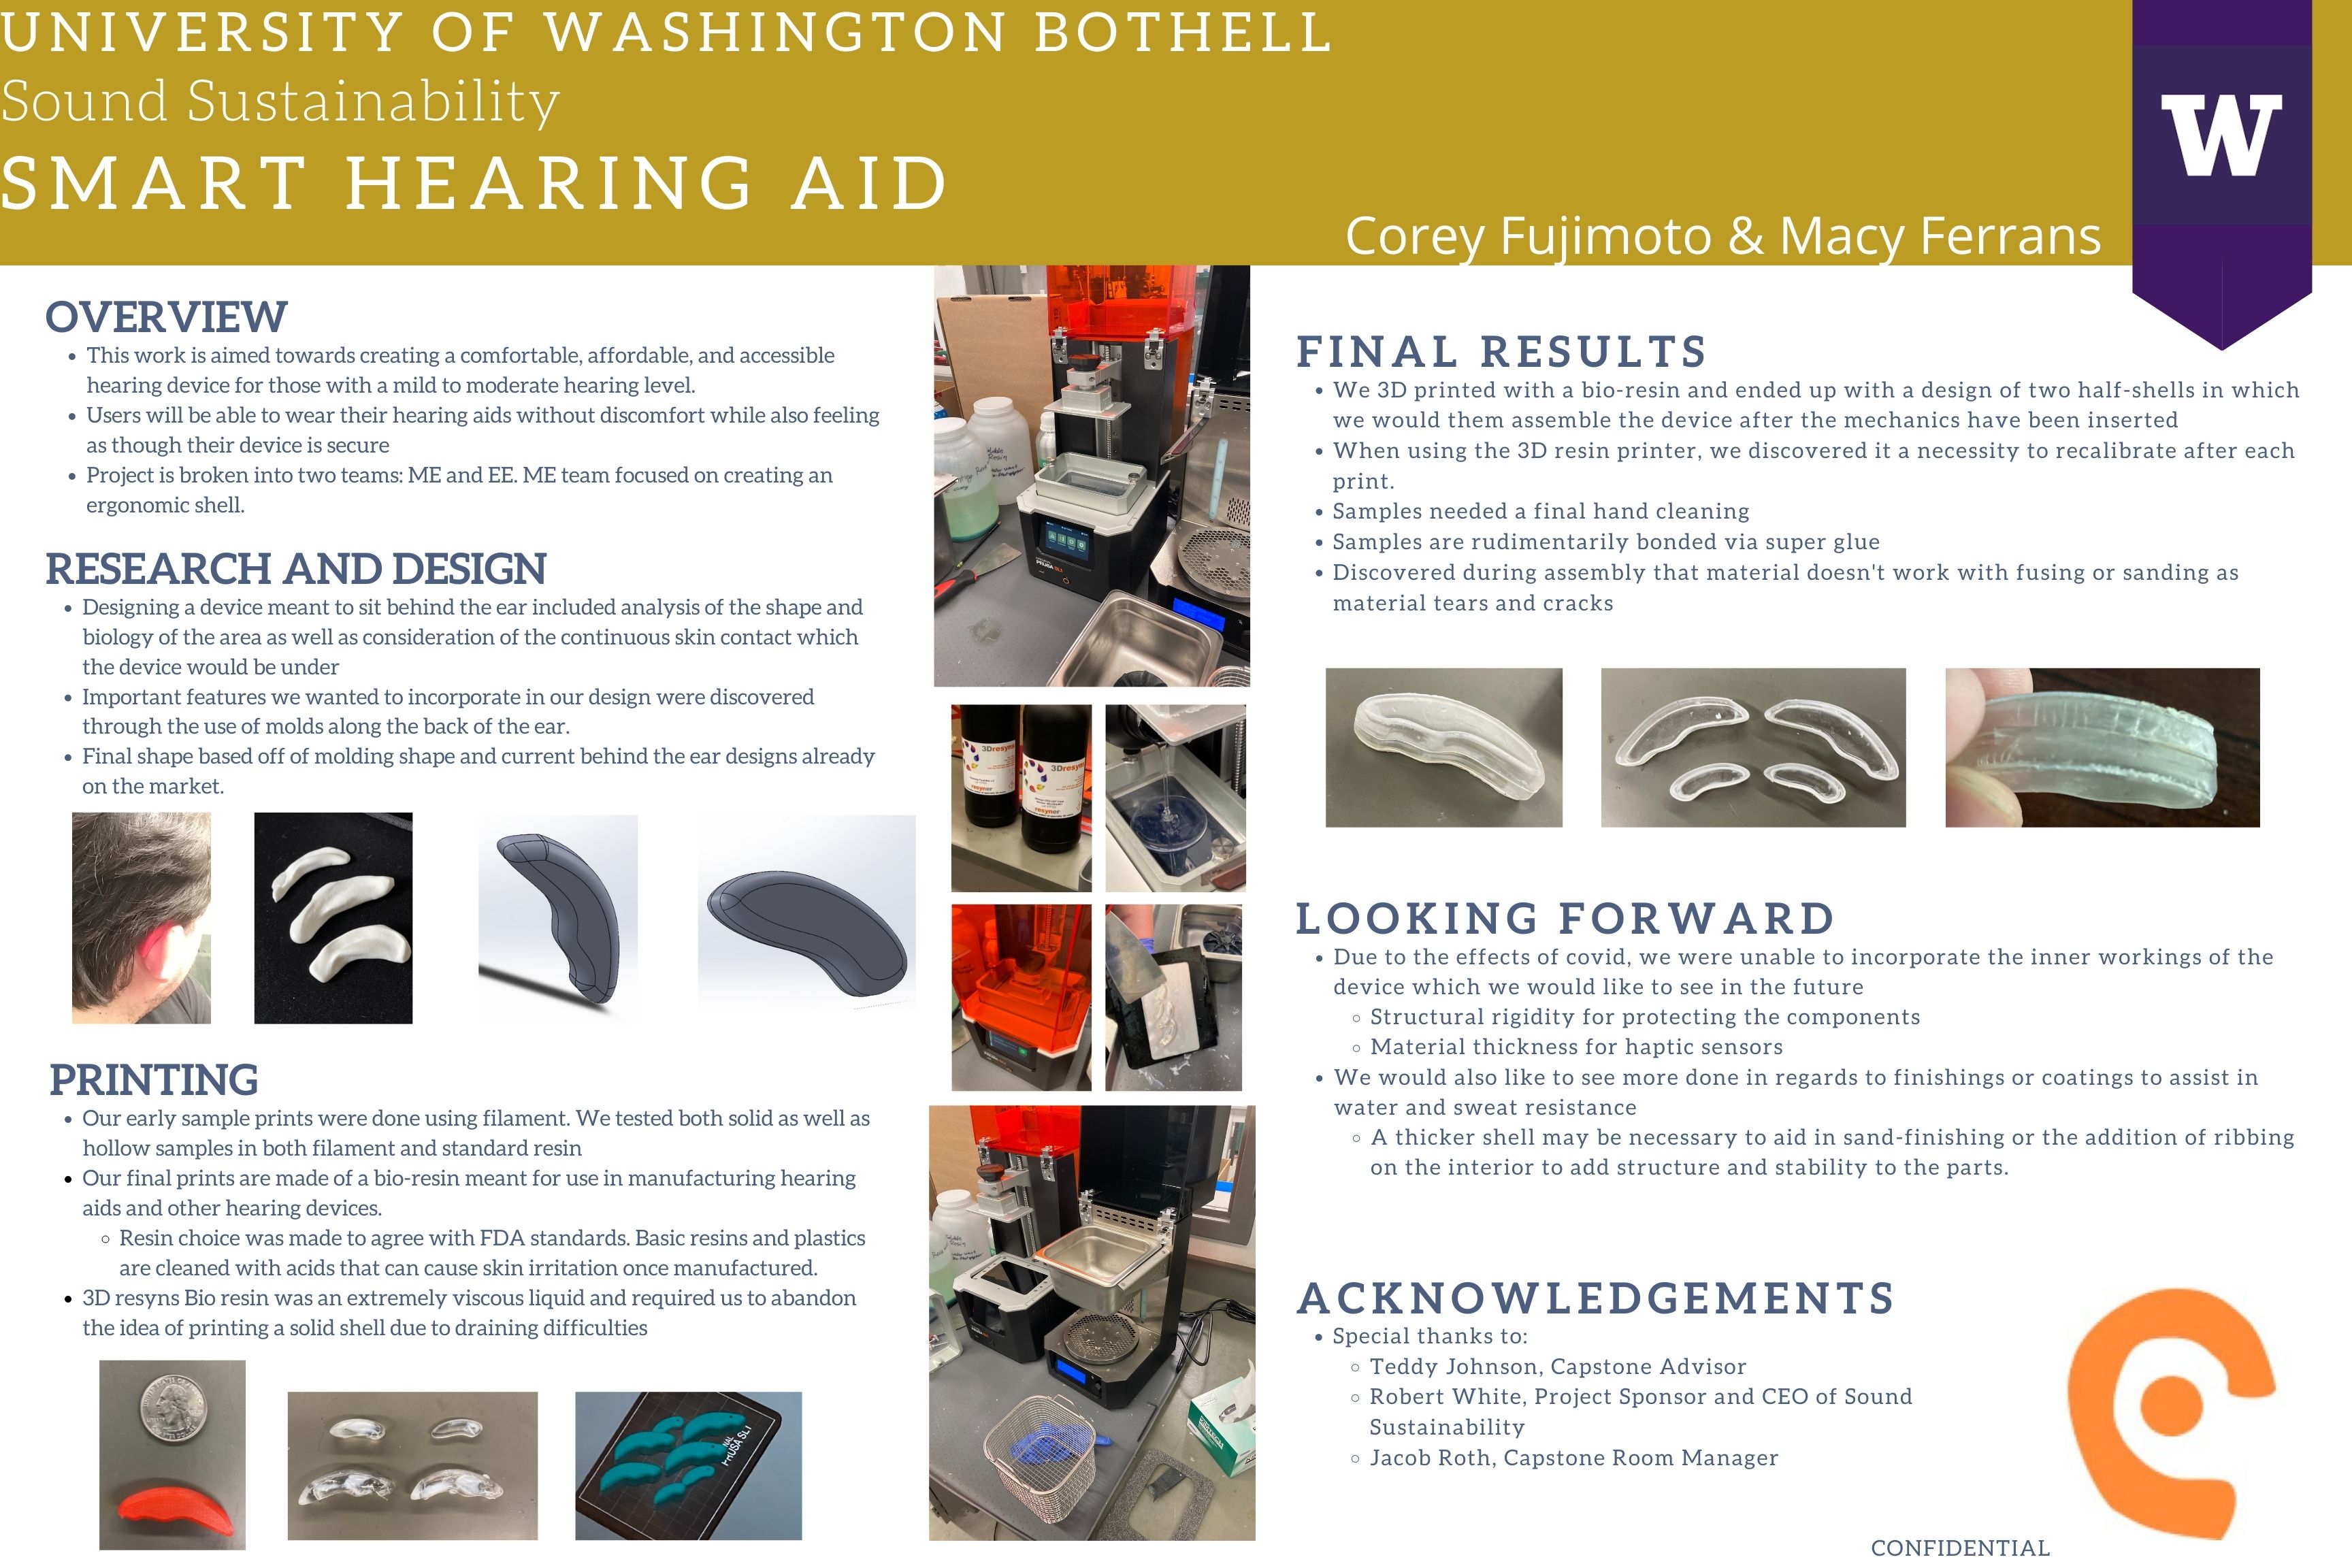 UNIVERSITY OF WASHINGTON BOTHELL
Sound Sustainability
SMART HEARING AID
Corey Fujimoto & Macy Ferrans
W
OVERVIEW
• This work is aimed towards creating a comfortable, affordable, and accessible
hearing device for those with a mild to moderate hearing level.
• Users will be able to wear their hearing aids without discomfort while also feeling
as though their device is secure
• Project is broken into two teams: ME and EE. ME team focused on creating an
ergonomic shell.
RESEARCH AND DESIGN
• Designing a device meant to sit behind the ear included analysis of the shape and
biology of the area as well as consideration of the continuous skin contact which
the device would be under
• Important features we wanted to incorporate in our design were discovered
through the use of molds along the back of the ear.
• Final shape based off of molding shape and current behind the ear designs already
on the market.
PRINTING
• Our early sample prints were done using filament. We tested both solid as well as
hollow samples in both filament and standard resin
• Our final prints are made of a bio-resin meant for use in manufacturing hearing
aids and other hearing devices.
◦ Resin choice was made to agree with FDA standards. Basic resins and plastics
are cleaned with acids that can cause skin irritation once manufactured.
• 3D resyns Bio resin was an extremely viscous liquid and required us to abandon
the idea of printing a solid shell due to draining difficulties
PRUSA SL1
3Dresyns
3Dresyns
resyner
PRUSA SL1
FINAL RESULTS
• We 3D printed with a bio-resin and ended up with a design of two half-shells in which
we would them assemble the device after the mechanics have been inserted
• When using the 3D resin printer, we discovered it a necessity to recalibrate after each
print.
• Samples needed a final hand cleaning
• Samples are rudimentarily bonded via super glue
• Discovered during assembly that material doesn't work with fusing or sanding as
material tears and cracks
LOOKING FORWARD
• Due to the effects of covid, we were unable to incorporate the inner workings of the
device which we would like to see in the future
◦ Structural rigidity for protecting the components
◦ Material thickness for haptic sensors
• We would also like to see more done in regards to finishings or coatings to assist in
water and sweat resistance
◦ A thicker shell may be necessary to aid in sand-finishing or the addition of ribbing
on the interior to add structure and stability to the parts.
ACKNOWLEDGEMENTS
• Special thanks to:
◦ Teddy Johnson, Capstone Advisor
◦ Robert White, Project Sponsor and CEO of Sound
Sustainability
◦ Jacob Roth, Capstone Room Manager
CONFIDENTIAL